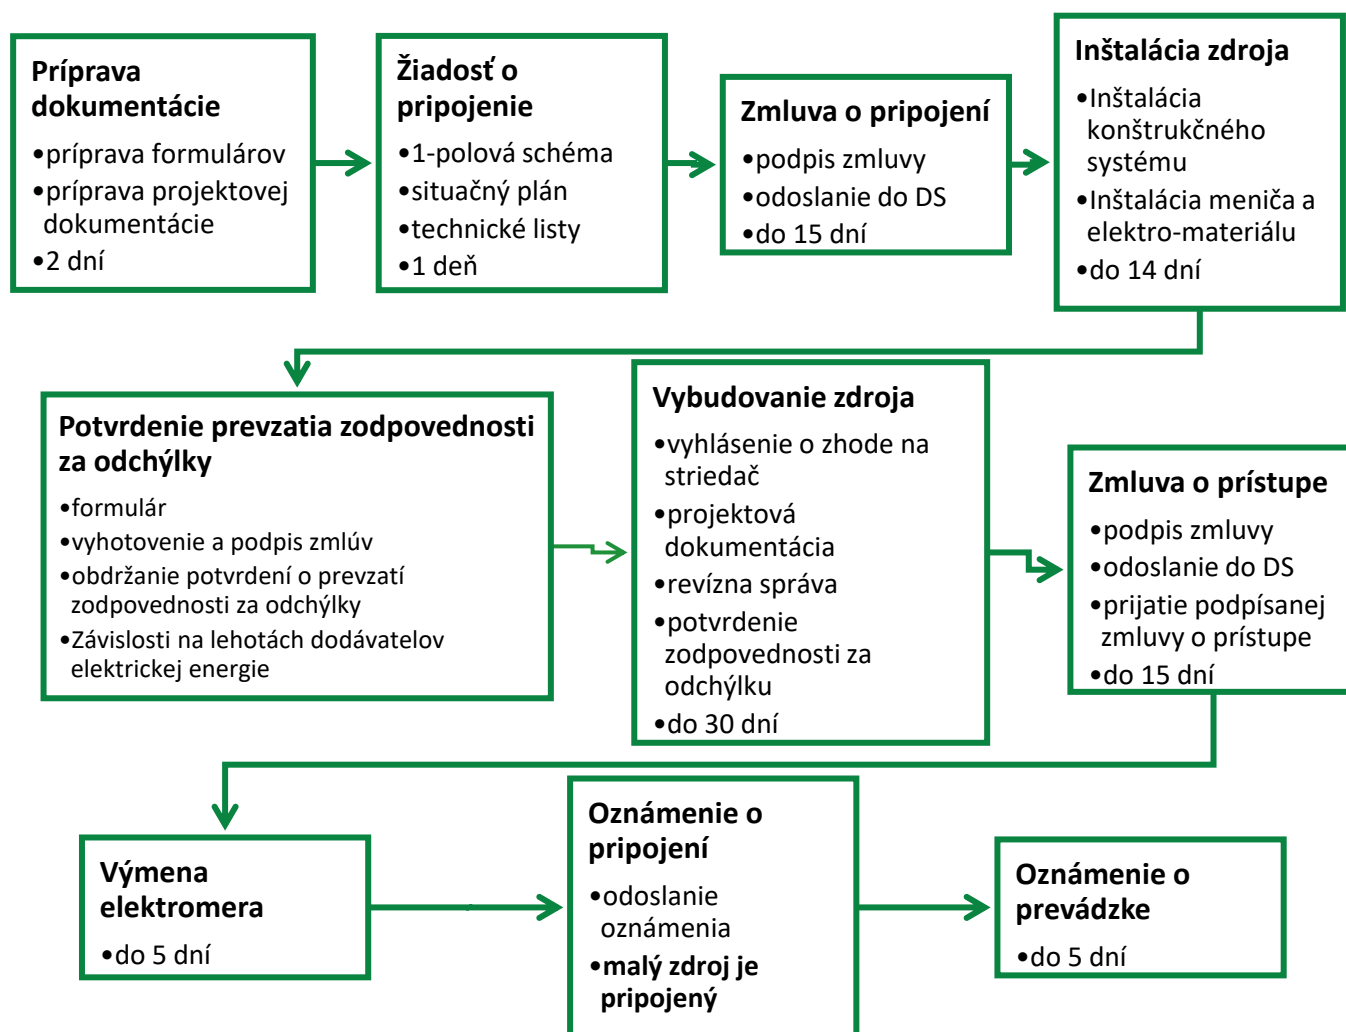 Príprava
dokumentácie
•príprava formulárov
•príprava projektovej
dokumentácie
•2 dní
Žiadosť o
pripojenie
•1-polová schéma
•situačný plán
•technické listy
•1 deň
Zmluva o pripojení
•podpis zmluvy
•odoslanie do DS
•do 15 dní
Inštalácia zdroja
•Inštalácia
konštrukčného
systému
•Inštalácia meniča a
elektro-materiálu
•do 14 dní
Potvrdenie prevzatia zodpovednosti
za odchýlky
•formulár
•vyhotovenie a podpis zmlúv
•obdržanie potvrdení o prevzatí
zodpovednosti za odchýlky
•Závislosti na lehotách dodávatelov
elektrickej energie
Vybudovanie zdroja
•vyhlásenie o zhode na
striedač
•projektová
dokumentácia
•revízna správa
•potvrdenie
zodpovednosti za
odchýlku
•do 30 dní
Zmluva o prístupe
•podpis zmluvy
•odoslanie do DS
•prijatie podpísanej
zmluvy o prístupe
•do 15 dní
Výmena
elektromera
•do 5 dní
Oznámenie o
pripojení
•odoslanie
oznámenia
•malý zdroj je
pripojený
Oznámenie o
prevádzke
•do 5 dní